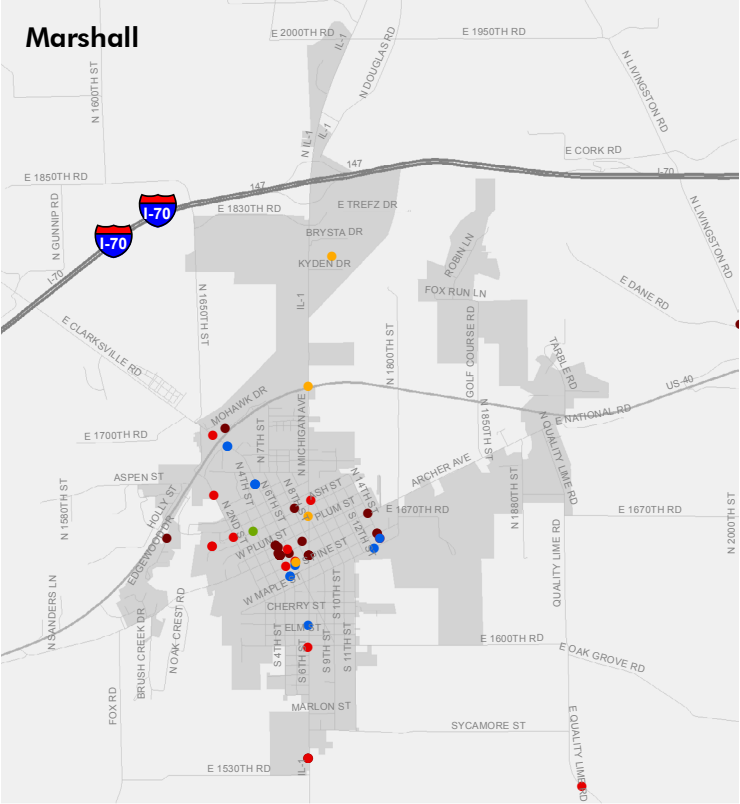 Marshall
E 2000TH RD
IL-1
N DOUGLAS RD
E 1950TH RD
N LIVINGSTON RD
N 1600TH ST
IL-1
N IL-1
E CORK RD
147
147
I-70
E 1850TH RD
I-70
I-70
I-70
N GUNNIP RD
E 1830TH RD
E TREFZ DR
BRYSTA DR
KYDEN DR
ROBIN LN
N LIVINGSTON RD
FOX RUN LN
E DANE RD
N 1650TH ST
IL-1
E CLARKSVILLE RD
N 1800TH ST
GOLF COURSE RD
TARBLE RD
US-40
MOHAWK DR
N MICHIGAN AVE
N 7TH ST
N 1850TH ST
E NATIONAL RD
N QUALITY LIME RD
E 1700TH RD
ARCHER AVE
ASPEN ST
N 4TH ST
N 6TH ST
N 8TH S
ASH ST
N 14TH ST
N 1580TH ST
HOLLY ST
N 2ND ST
PLUM ST
S 12TH S
E 1670TH RD
N 1880TH ST
E 1670TH RD
N 2000TH ST
EDGEWOOD DR
W PLUM ST
S PINE ST
QUALITY LIME RD
N SANDERS LN
W MAPLE ST
CHERRY ST
S 10TH ST
BRUSH CREEK DR
N OAK CREST RD
ELM ST
S 4TH ST
S 6TH ST
S 9TH ST
S 11TH ST
E 1600TH RD
E OAK GROVE RD
FOX RD
MARLON ST
SYCAMORE ST
E QUALITY LIME RD
E 1530TH RD
IL-1